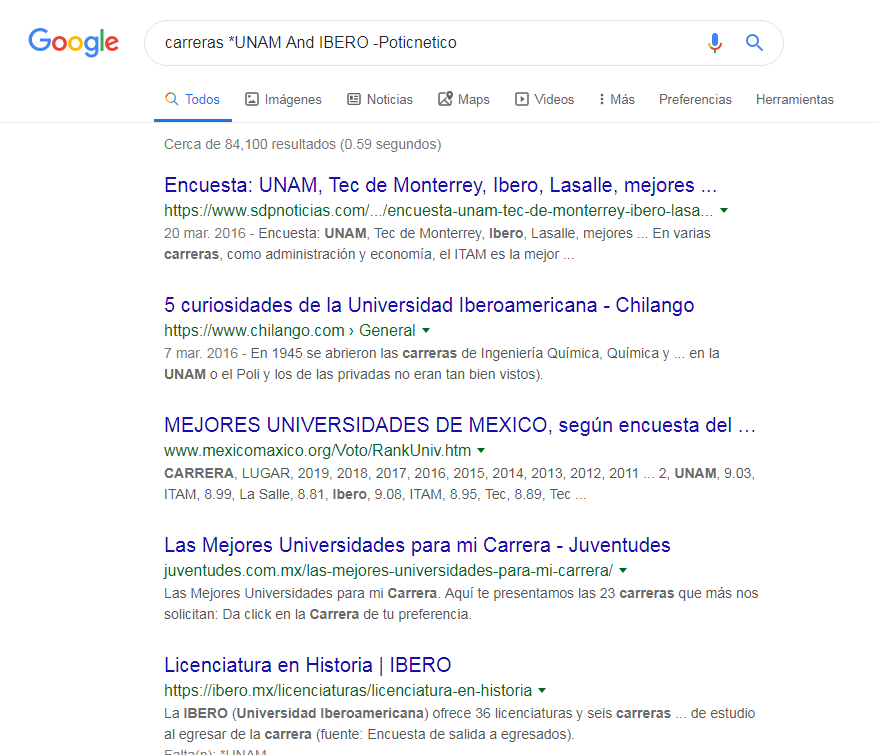 Google
carreras *UNAM And IBERO -Poticnetico
Todos Imágenes Noticias Maps Videos Más Preferencias Herramientas
Cerca de 84,100 resultados (0.59 segundos)
Encuesta: UNAM, Tec de Monterrey, Ibero, Lasalle, mejores ...
https://www.sdpnoticias.com/.../encuesta-unam-tec-de-monterrey-ibero-lasa...
20 mar. 2016 - Encuesta: UNAM, Tec de Monterrey, Ibero, Lasalle, mejores ... En varias
carreras, como administración y economía, el ITAM es la mejor ...
5 curiosidades de la Universidad Iberoamericana - Chilango
https://www.chilango.com › General
7 mar. 2016 - En 1945 se abrieron las carreras de Ingeniería Química, Química y ... en la
UNAM o el Poli y los de las privadas no eran tan bien vistos).
MEJORES UNIVERSIDADES DE MEXICO, según encuesta del ...
www.mexicomaxico.org/Voto/RankUniv.htm
CARRERA, LUGAR, 2019, 2018, 2017, 2016, 2015, 2014, 2013, 2012, 2011 ... 2, UNAM, 9.03,
ITAM, 8.99, La Salle, 8.81, Ibero, 9.08, ITAM, 8.95, Tec, 8.89, Tec ...
Las Mejores Universidades para mi Carrera - Juventudes
juventudes.com.mx/las-mejores-universidades-para-mi-carrera/
Las Mejores Universidades para mi Carrera. Aquí te presentamos las 23 carreras que más nos
solicitan: Da click en la Carrera de tu preferencia.
Licenciatura en Historia | IBERO
https://ibero.mx/licenciaturas/licenciatura-en-historia
La IBERO (Universidad Iberoamericana) ofrece 36 licenciaturas y seis carreras ... de estudio
al egresar de la carrera (fuente: Encuesta de salida a egresados).
Falta(n): *UNAM